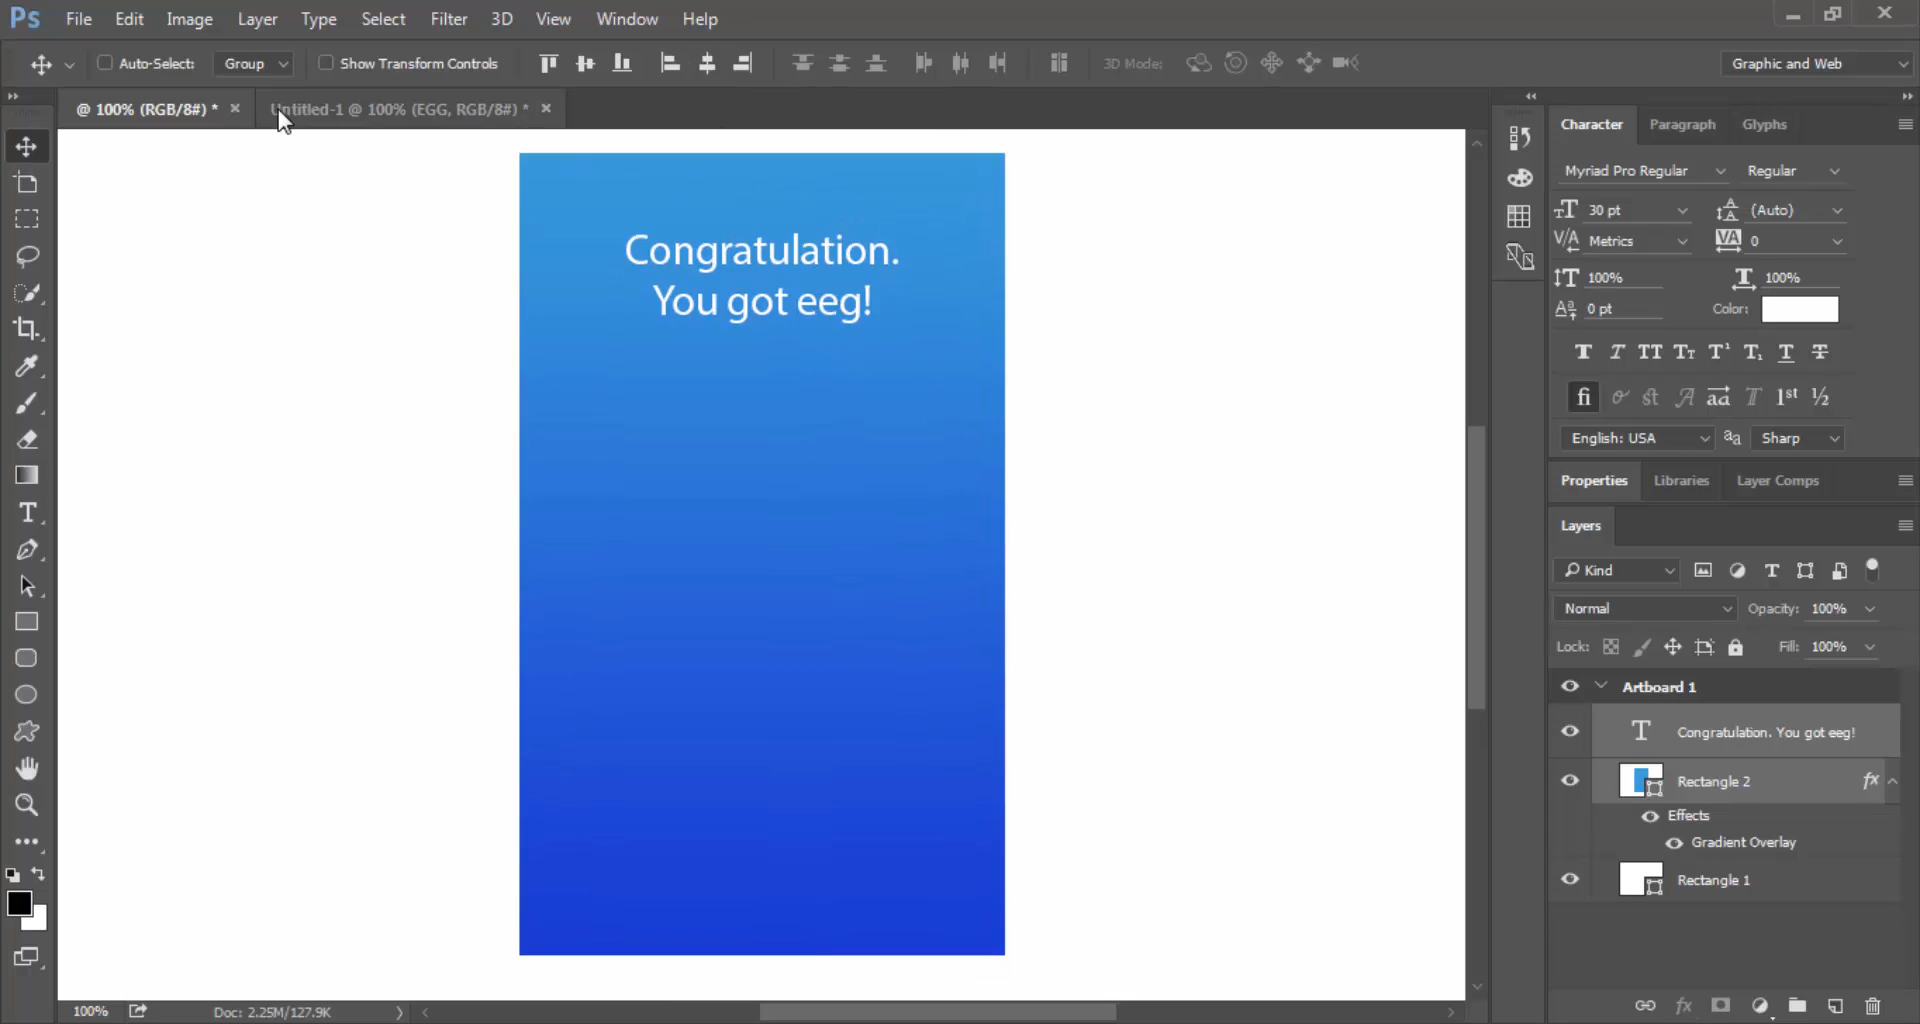 Ps File Edit Image Layer Type Select Filter 3D View Window Help
Auto-Select: Group Show Transform Controls 3D Mode: Graphic and Web
@ 100% (RGB/8#) * Untitled-1 @ 100% (EGG, RGB/8#) *
Congratulation.
You got eeg!
Character Paragraph Glyphs
Myriad Pro Regular Regular
30 pt (Auto)
Metrics 0
100% 100%
0 pt Color:
English: USA Sharp
Properties Libraries Layer Comps
Layers
Kind
Normal Opacity: 100%
Lock: Fill: 100%
Artboard 1
Congratulation. You got eeg!
Rectangle 2 fx
Effects
Gradient Overlay
Rectangle 1
100% Doc: 2.25M/127.9K